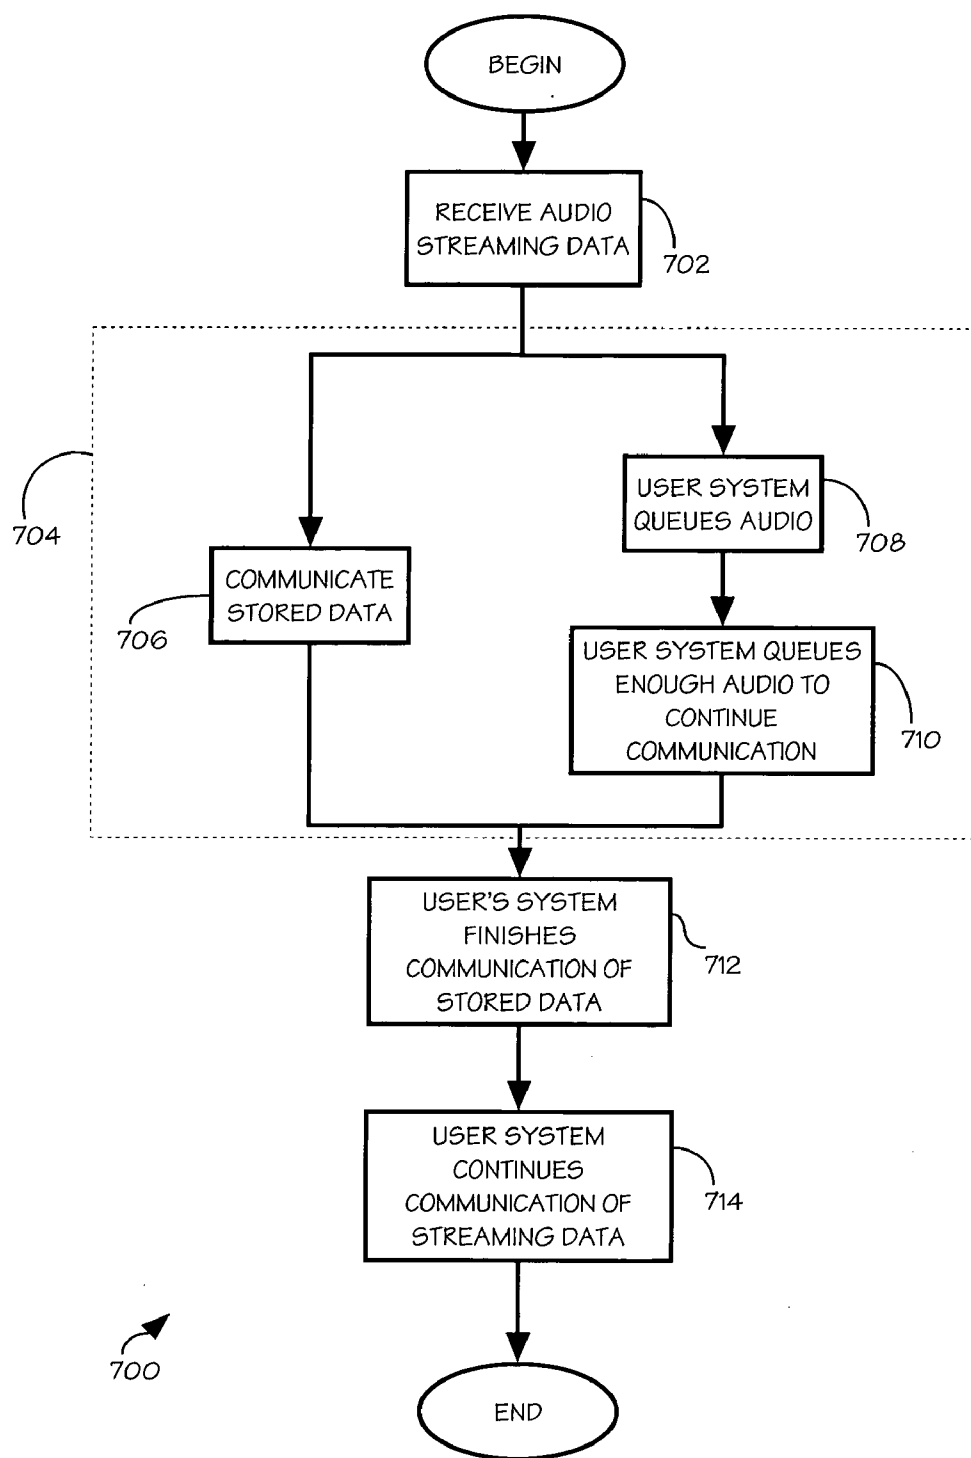 BEGIN
RECEIVE AUDIO
STREAMING DATA
702
704
USER SYSTEM
QUEUES AUDIO
708
COMMUNICATE
STORED DATA
706
USER SYSTEM QUEUES
ENOUGH AUDIO TO
CONTINUE
COMMUNICATION
710
USER'S SYSTEM
FINISHES
COMMUNICATION OF
STORED DATA
712
USER SYSTEM
CONTINUES
COMMUNICATION OF
STREAMING DATA
714
700
END